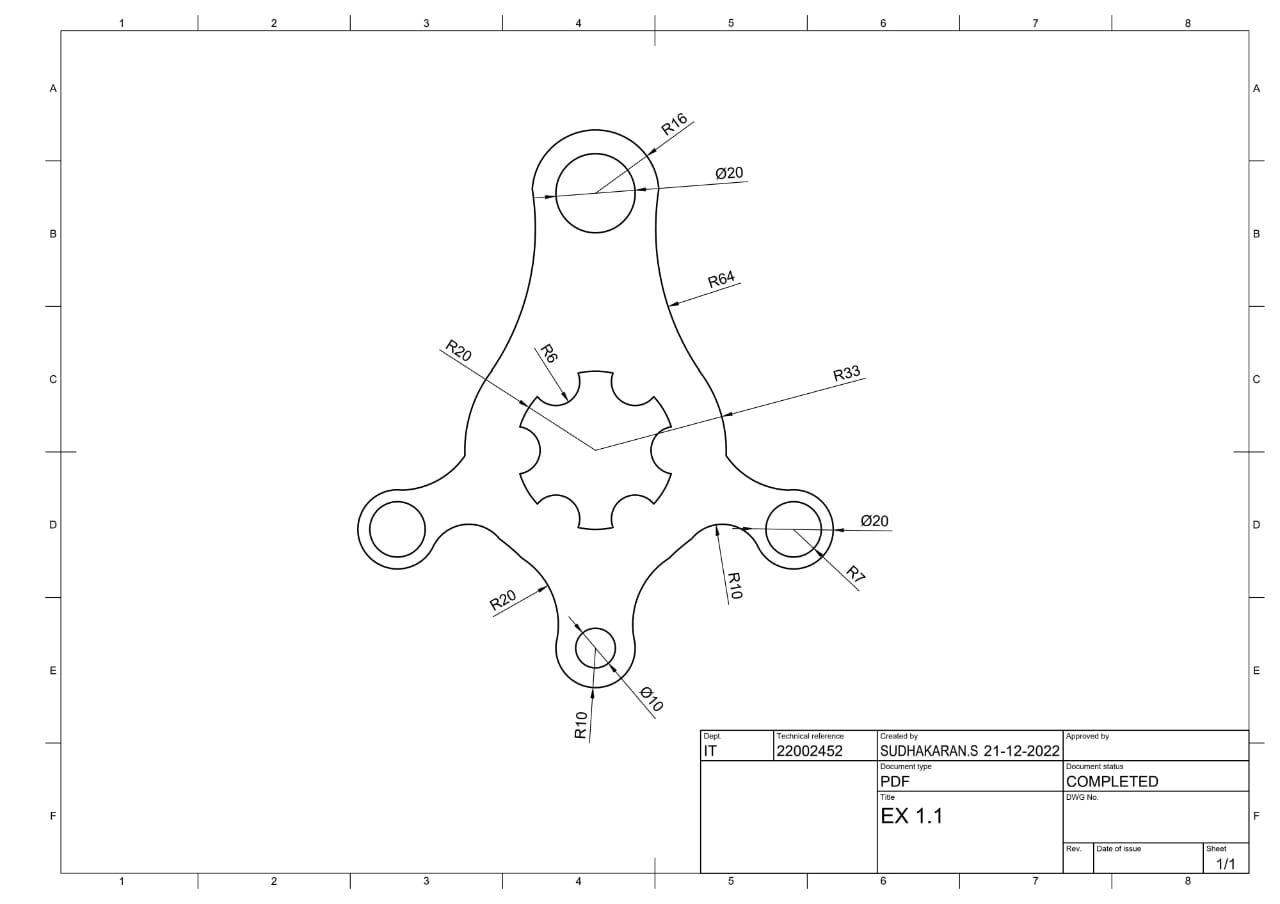 1 2 3 4 5 6 7 8
A A
R16
Ø20
B B
R64
R20
R6
R33
C C
D D
Ø20
R7
R10
R20
E E
Ø10
R10
Dept. Technical reference Created by Approved by
IT 22002452 SUDHAKARAN.S 21-12-2022
Document type Document status
PDF COMPLETED
Title DWG No.
EX 1.1
F F
Rev. Date of issue Sheet
1/1
1 2 3 4 5 6 7 8